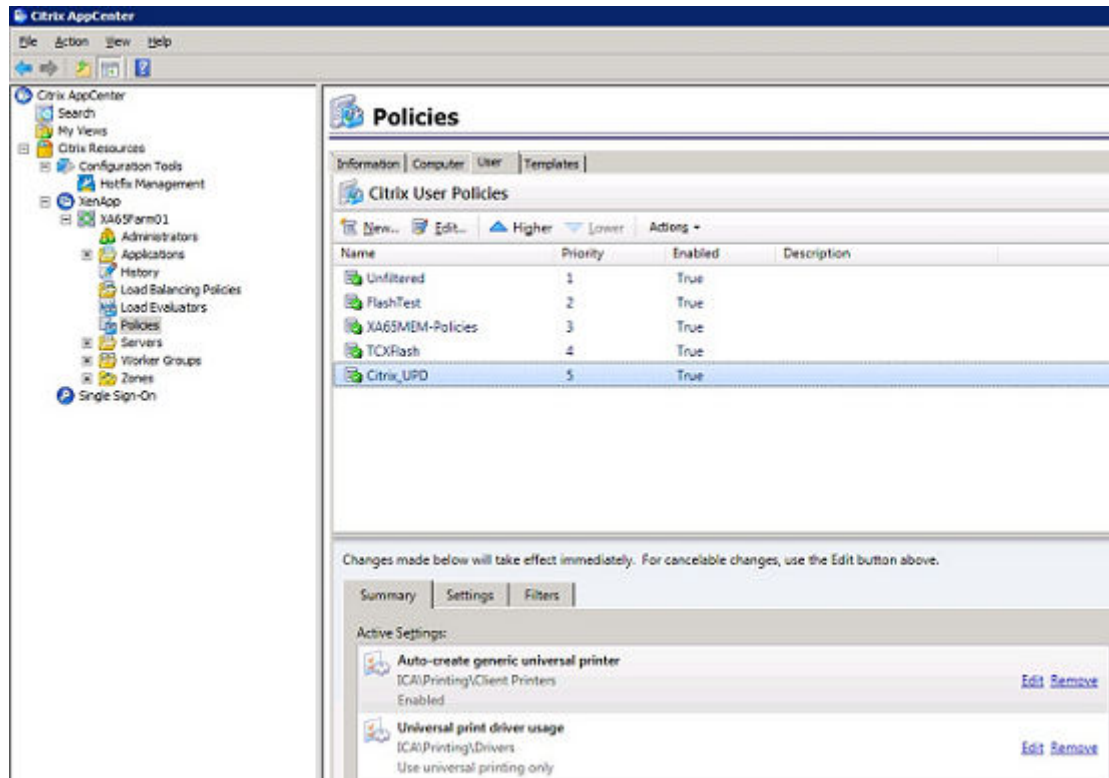 Citrix AppCenter
File Action View Help
Citrix AppCenter
Search
My Views
Citrix Resources
Configuration Tools
Hotfix Management
XenApp
XA65Farm01
Administrators
Applications
History
Load Balancing Policies
Load Evaluators
Policies
Servers
Worker Groups
Zones
Single Sign-On
Policies
Information Computer User Templates
Citrix User Policies
New... Edit... Higher Lower Actions
Name Priority Enabled Description
Unfiltered 1 True
FlashTest 2 True
XA65MEM-Policies 3 True
TCXFlash 4 True
Citrix_UPD 5 True
Changes made below will take effect immediately. For cancelable changes, use the Edit button above.
Summary Settings Filters
Active Settings:
Auto-create generic universal printer
ICA\Printing\Client Printers Edit Remove
Enabled
Universal print driver usage
ICA\Printing\Drivers Edit Remove
Use universal printing only